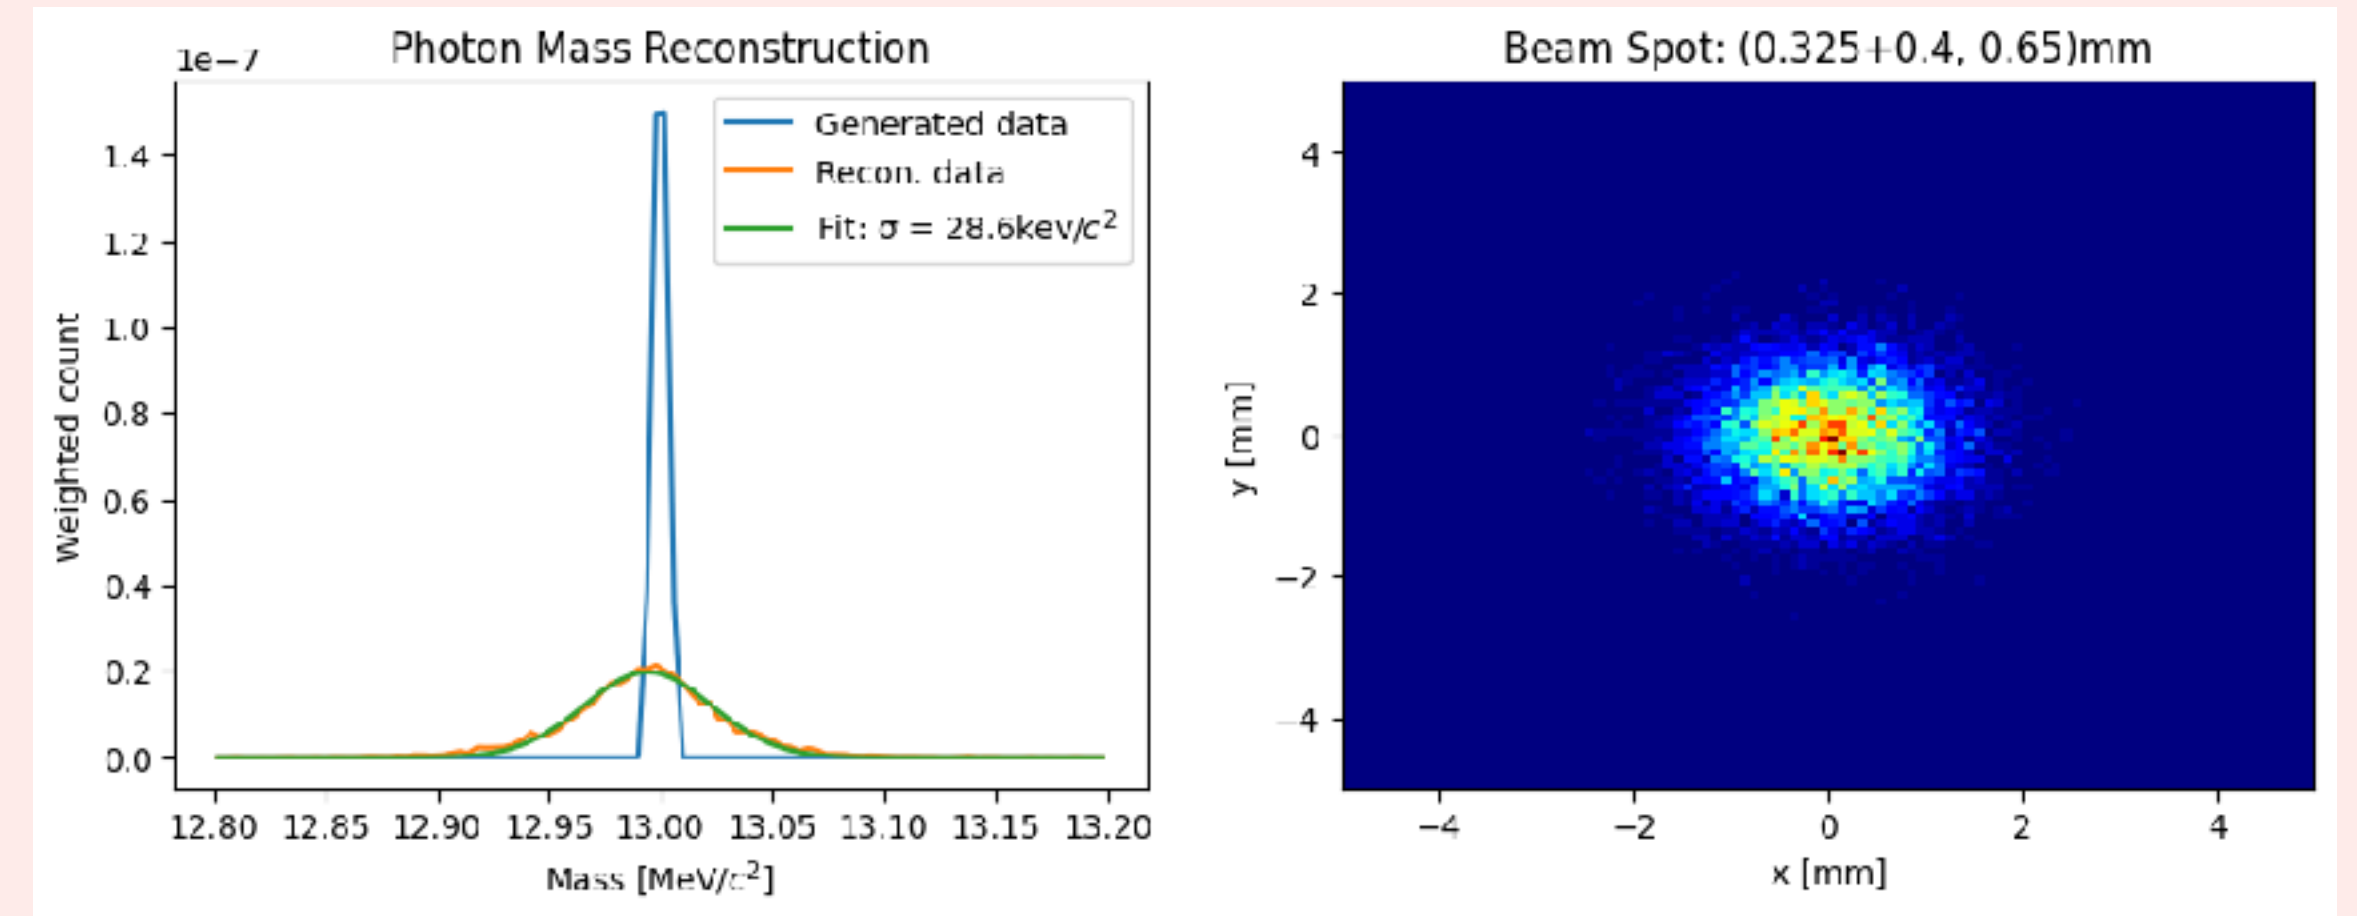 Photon Mass Reconstruction
1e−7
Generated data
Recon. data
Fit: σ = 28.6kev/c²
1.4
1.2
1.0
0.8
0.6
0.4
0.2
0.0
weighted count
12.80 12.85 12.90 12.95 13.00 13.05 13.10 13.15 13.20
Mass [MeV/c²]
Beam Spot: (0.325+0.4, 0.65)mm
4
2
0
−2
−4
y [mm]
−4 −2 0 2 4
x [mm]